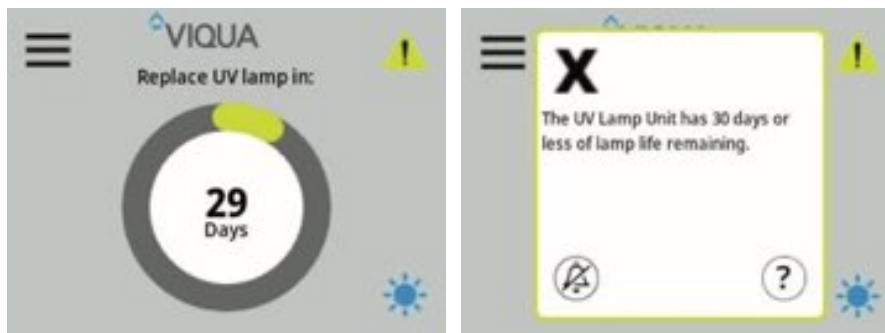 VIQUA
Replace UV lamp in:
29
Days
X
The UV Lamp Unit has 30 days or
less of lamp life remaining.
?